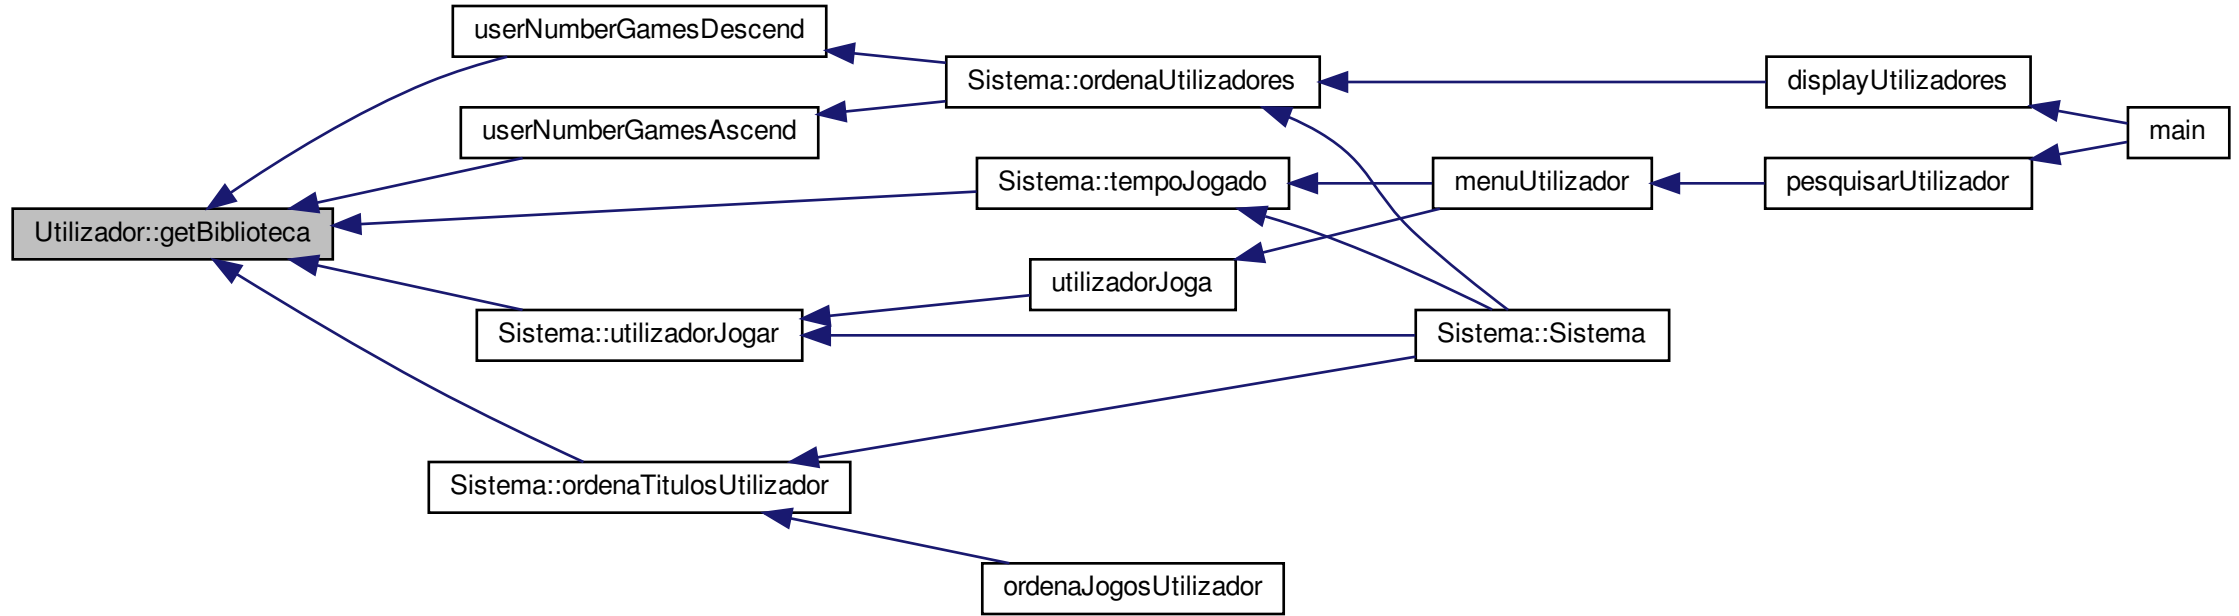 userNumberGamesDescend
Sistema::ordenaUtilizadores
displayUtilizadores
userNumberGamesAscend
main
Sistema::tempoJogado
menuUtilizador
pesquisarUtilizador
Utilizador::getBiblioteca
utilizadorJoga
Sistema::utilizadorJogar
Sistema::Sistema
Sistema::ordenaTitulosUtilizador
ordenaJogosUtilizador